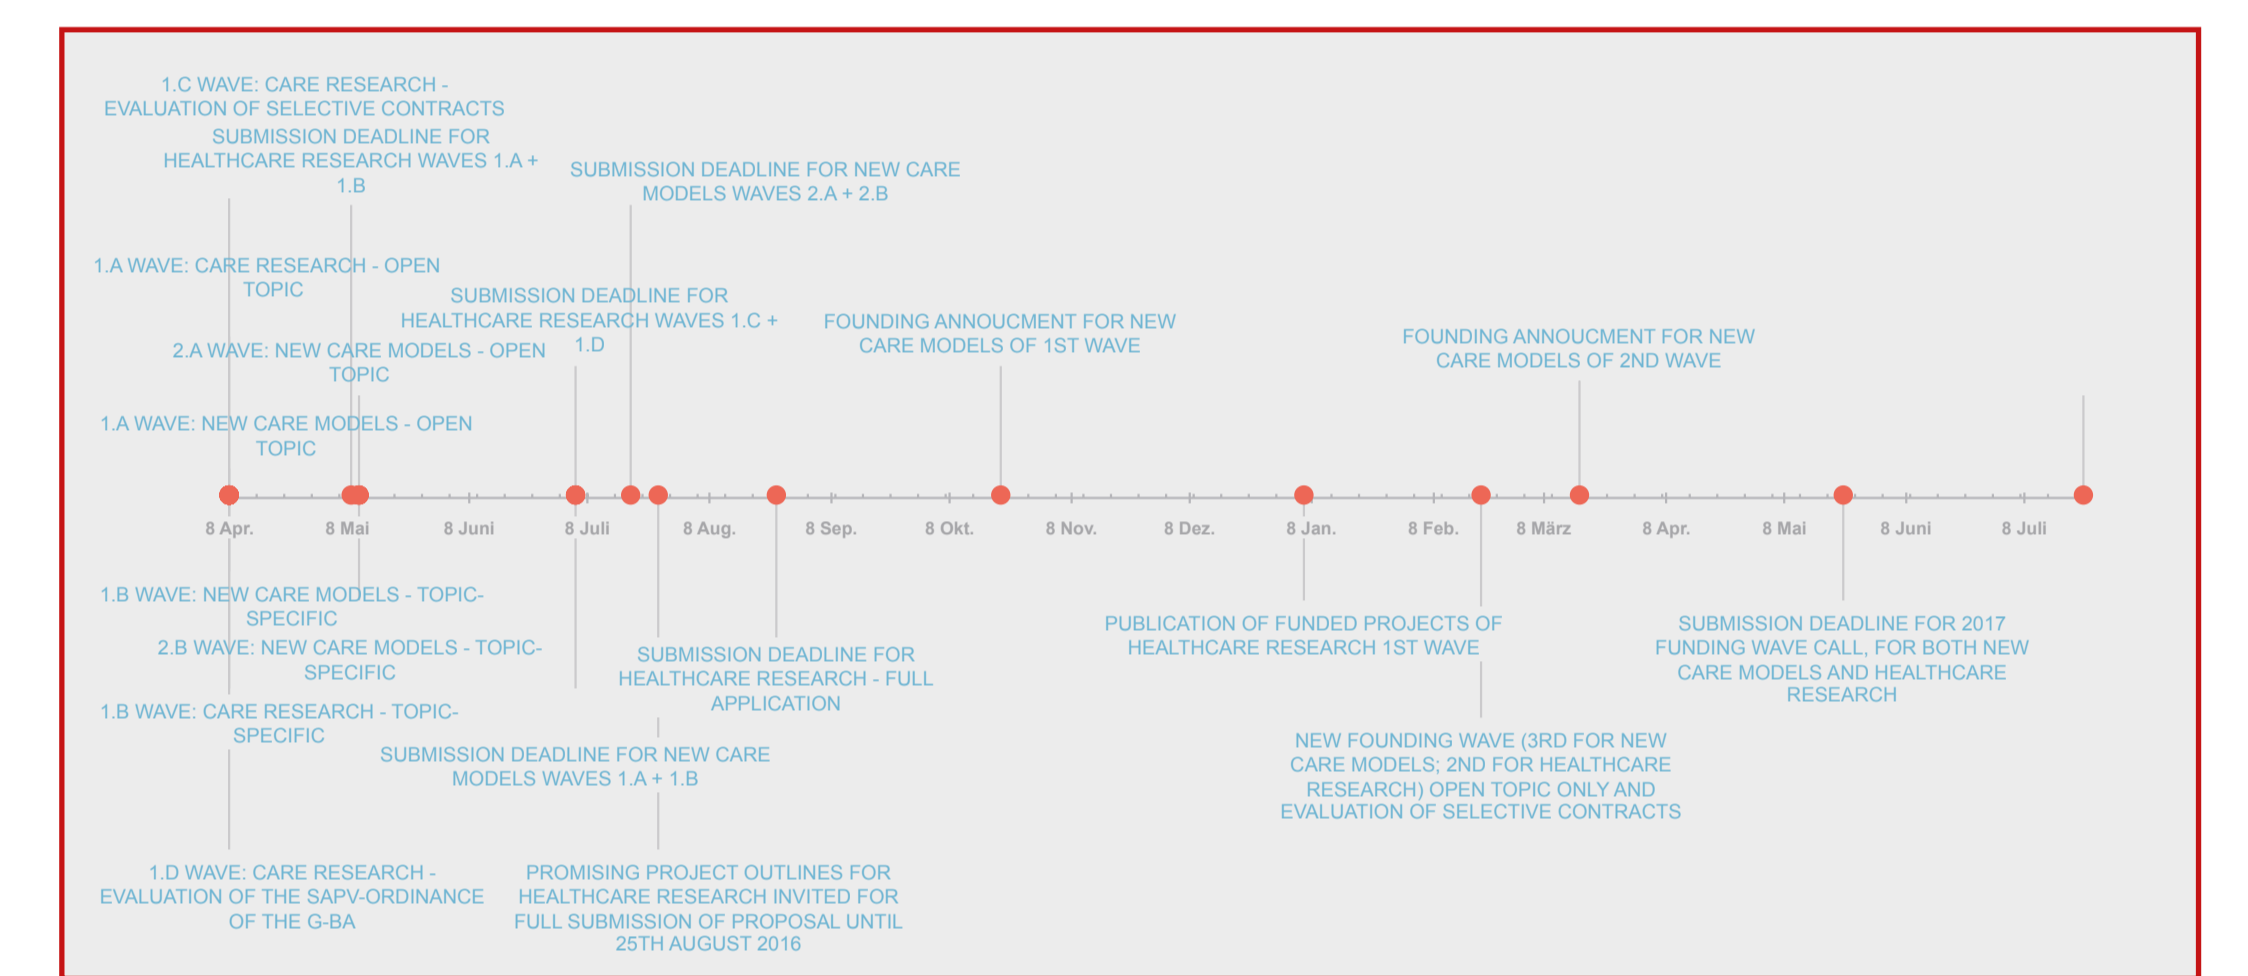 1.C WAVE: CARE RESEARCH -
EVALUATION OF SELECTIVE CONTRACTS
SUBMISSION DEADLINE FOR
HEALTHCARE RESEARCH WAVES 1.A +
1.B
SUBMISSION DEADLINE FOR NEW CARE
MODELS WAVES 2.A + 2.B
1.A WAVE: CARE RESEARCH - OPEN
TOPIC
SUBMISSION DEADLINE FOR
HEALTHCARE RESEARCH WAVES 1.C +
1.D
FOUNDING ANNOUCMENT FOR NEW
CARE MODELS OF 1ST WAVE
FOUNDING ANNOUCMENT FOR NEW
CARE MODELS OF 2ND WAVE
2.A WAVE: NEW CARE MODELS - OPEN
TOPIC
1.A WAVE: NEW CARE MODELS - OPEN
TOPIC
8 Apr. 8 Mai 8 Juni 8 Juli 8 Aug. 8 Sep. 8 Okt. 8 Nov. 8 Dez. 8 Jan. 8 Feb. 8 März 8 Apr. 8 Mai 8 Juni 8 Juli
1.B WAVE: NEW CARE MODELS - TOPIC-
SPECIFIC
2.B WAVE: NEW CARE MODELS - TOPIC-
SPECIFIC
1.B WAVE: CARE RESEARCH - TOPIC-
SPECIFIC
SUBMISSION DEADLINE FOR
HEALTHCARE RESEARCH - FULL
APPLICATION
SUBMISSION DEADLINE FOR NEW CARE
MODELS WAVES 1.A + 1.B
PUBLICATION OF FUNDED PROJECTS OF
HEALTHCARE RESEARCH 1ST WAVE
SUBMISSION DEADLINE FOR 2017
FUNDING WAVE CALL, FOR BOTH NEW
CARE MODELS AND HEALTHCARE
RESEARCH
NEW FOUNDING WAVE (3RD FOR NEW
CARE MODELS; 2ND FOR HEALTHCARE
RESEARCH) OPEN TOPIC ONLY AND
EVALUATION OF SELECTIVE CONTRACTS
1.D WAVE: CARE RESEARCH -
EVALUATION OF THE SAPV-ORDINANCE
OF THE G-BA
PROMISING PROJECT OUTLINES FOR
HEALTHCARE RESEARCH INVITED FOR
FULL SUBMISSION OF PROPOSAL UNTIL
25TH AUGUST 2016